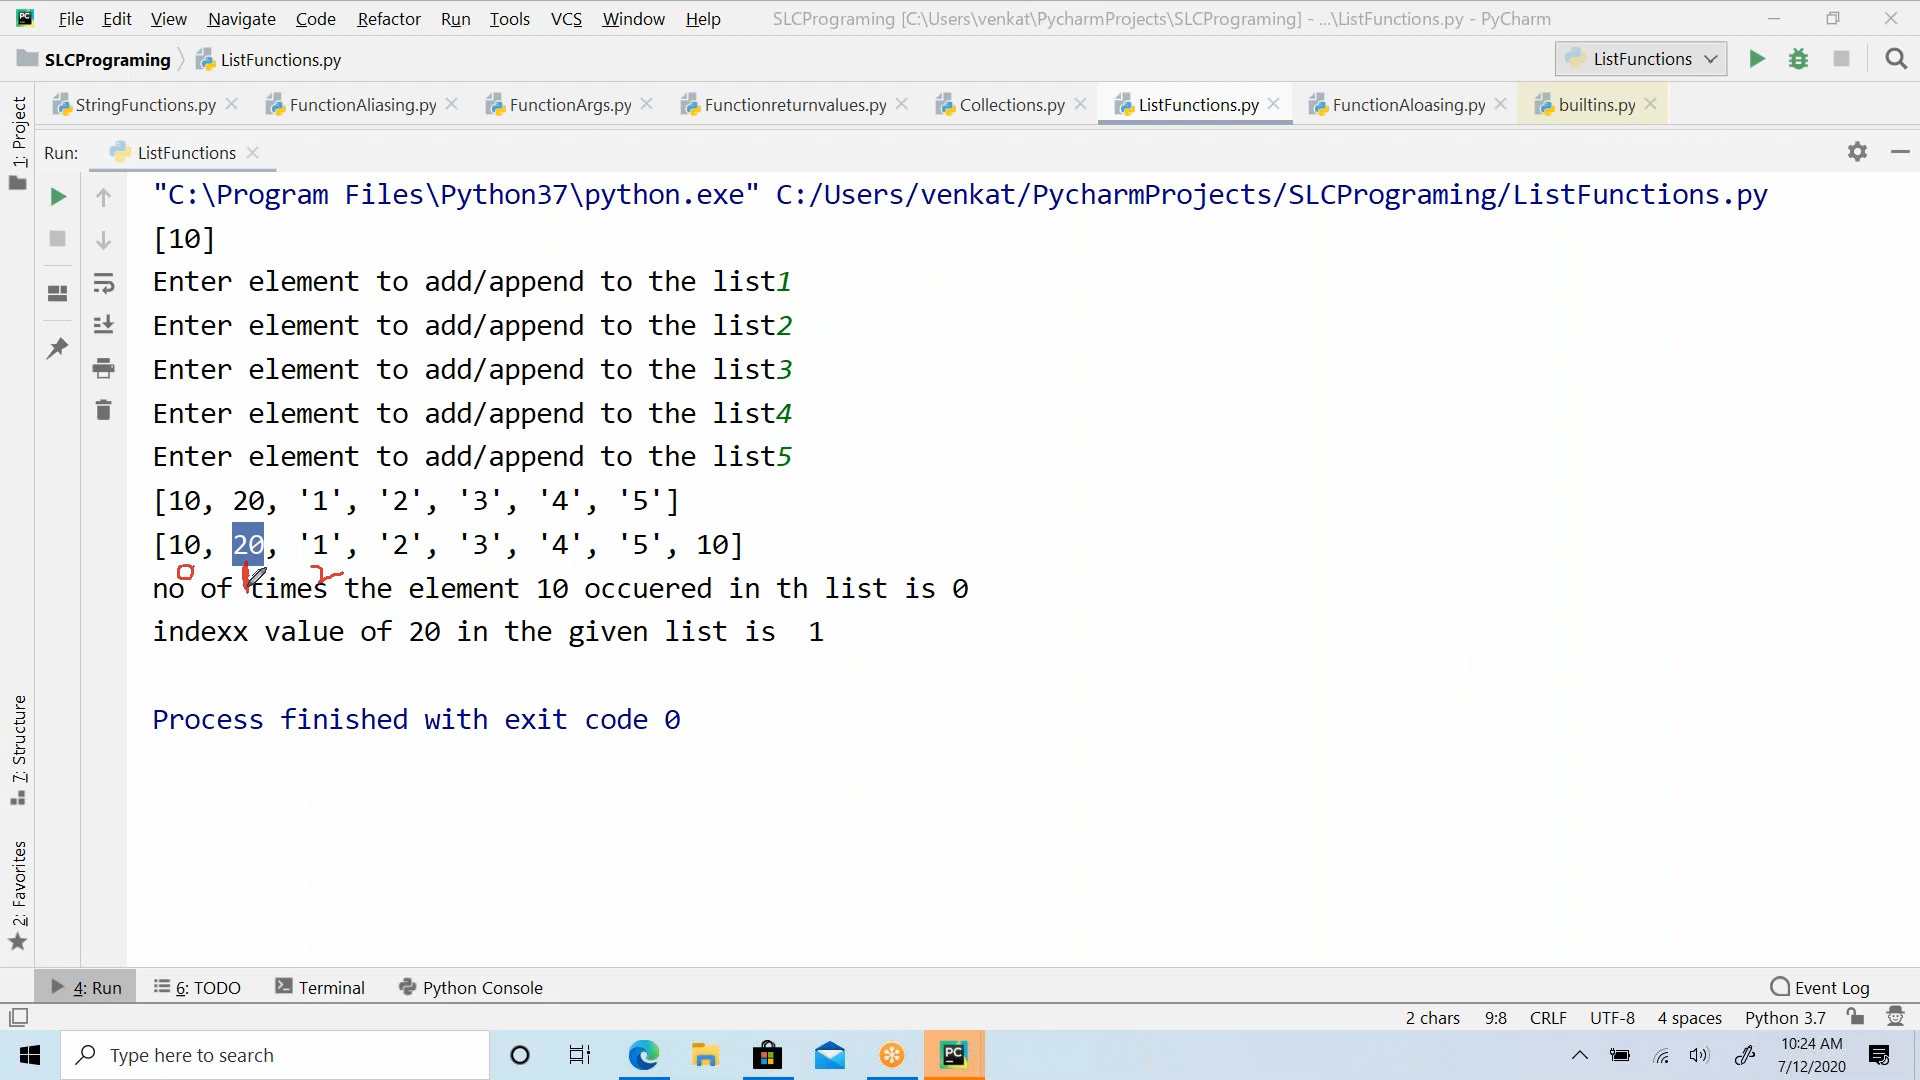 File Edit View Navigate Code Refactor Run Tools VCS Window Help SLCPrograming [C:\Users\venkat\PycharmProjects\SLCPrograming] - ...\ListFunctions.py - PyCharm
SLCPrograming ListFunctions.py ListFunctions
StringFunctions.py FunctionAliasing.py FunctionArgs.py Functionreturnvalues.py Collections.py ListFunctions.py FunctionAloasing.py builtins.py
1: Project
Run: ListFunctions
"C:\Program Files\Python37\python.exe" C:/Users/venkat/PycharmProjects/SLCPrograming/ListFunctions.py
[10]
Enter element to add/append to the list1
Enter element to add/append to the list2
Enter element to add/append to the list3
Enter element to add/append to the list4
Enter element to add/append to the list5
[10, 20, '1', '2', '3', '4', '5']
[10, 20, '1', '2', '3', '4', '5', 10]
0 1 2
no of times the element 10 occuered in th list is 0
indexx value of 20 in the given list is  1
Process finished with exit code 0
7: Structure
2: Favorites
4: Run 6: TODO Terminal Python Console Event Log
2 chars 9:8 CRLF UTF-8 4 spaces Python 3.7
Type here to search PC 10:24 AM
7/12/2020